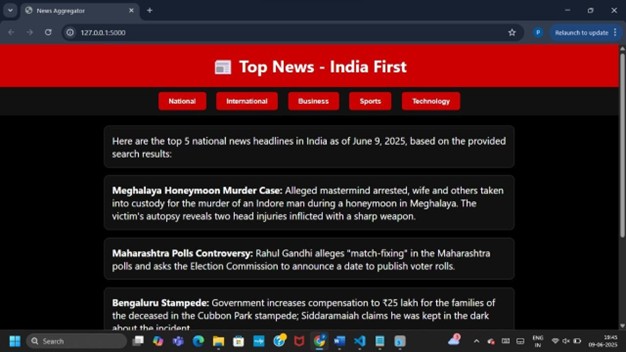 News Aggregator
127.0.0.1:5000
Relaunch to update
Top News - India First
National International Business Sports Technology
Here are the top 5 national news headlines in India as of June 9, 2025, based on the provided
search results:
Meghalaya Honeymoon Murder Case: Alleged mastermind arrested, wife and others taken
into custody for the murder of an Indore man during a honeymoon in Meghalaya. The
victim's autopsy reveals two head injuries inflicted with a sharp weapon.
Maharashtra Polls Controversy: Rahul Gandhi alleges "match-fixing" in the Maharashtra
polls and asks the Election Commission to announce a date to publish voter rolls.
Bengaluru Stampede: Government increases compensation to ₹25 lakh for the families of
the deceased in the Cubbon Park stampede; Siddaramaiah claims he was kept in the dark
about the incident
Search
ENG
IN
09-06-2025